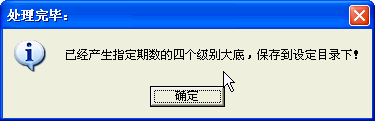 处理完毕：
已经产生指定期数的四个级别大底，保存到设定目录下！
确定